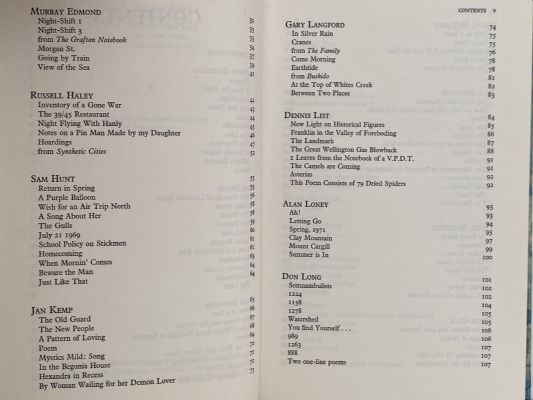 MURRAY EDMOND
Night-Shift 1
Night-Shift 3
from The Grafton Notebook
Morgan St.
Going by Train
View of the Sea
RUSSELL HALEY
Inventory of a Gone War
The 39/45 Restaurant
Night Flying With Hanly
Notes on a Pin Man Made by my Daughter
Hoardings
from Synthetic Cities
SAM HUNT
Return in Spring
A Purple Balloon
Wish for an Air Trip North
A Song About Her
The Gulls
July 21 1969
School Policy on Stickmen
Homecoming
When Mornin' Comes
Beware the Man
Just Like That
JAN KEMP
The Old Guard
The New People
A Pattern of Loving
Poem
Mystics Mild: Song
In the Begonia House
Hexandra in Recess
By Woman Wailing for her Demon Lover
CONTENTS V
GARY LANGFORD 74
In Silver Rain 75
Cranes 75
from The Family 76
Come Morning 78
Earthtide 78
from Bushido 81
At the Top of Whites Creek 82
Between Two Places 83
DENNIS LIST 84
New Light on Historical Figures 85
Franklin in the Valley of Foreboding 86
The Landmark 87
The Great Wellington Gas Blowback 88
2 Leaves from the Notebook of a V.P.D.T. 91
The Camels are Coming 91
Asterias 92
This Poem Consists of 79 Dried Spiders 92
ALAN LONEY 93
Ah! 93
Letting Go 94
Spring, 1971 95
Clay Mountain 97
Mount Cargill 99
Summer is In 100
DON LONG 101
Somnambulists 102
1224 102
1158 104
1278 105
Watershed 105
You find Yourself . . . 106
989 106
1263 107
888 107
Two one-line poems 107